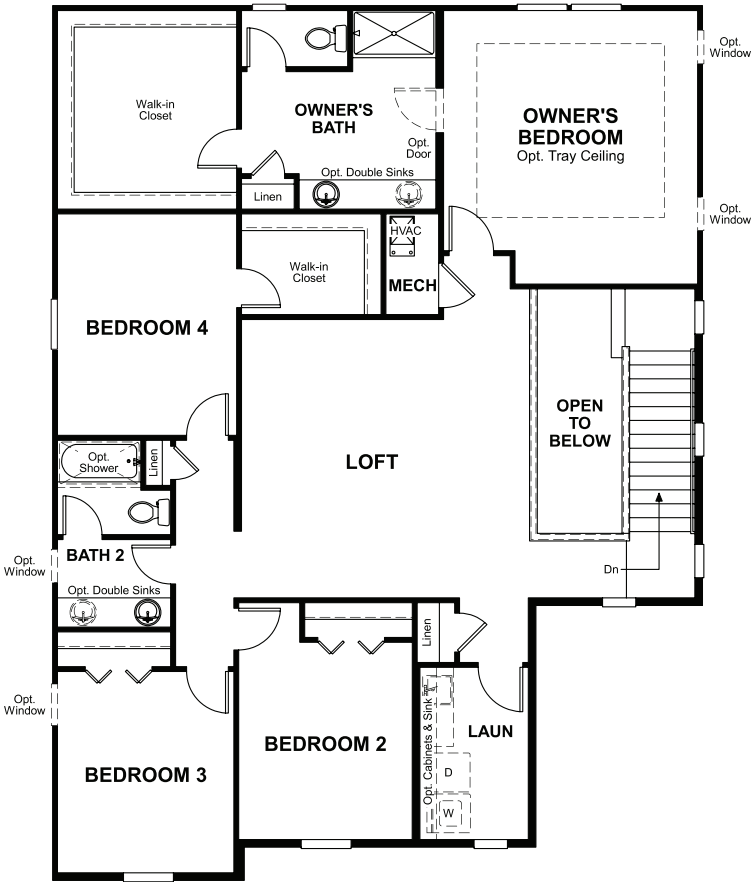 Opt.
Window
Walk-in
Closet
OWNER'S
BATH
OWNER'S
BEDROOM
Opt. Tray Ceiling
Opt.
Door
Opt. Double Sinks
Linen
Opt.
Window
HVAC
MECH
Walk-in
Closet
BEDROOM 4
OPEN
TO
BELOW
LOFT
Opt.
Shower
Linen
BATH 2
Opt.
Window
Dn
Opt. Double Sinks
Linen
Opt.
Window
LAUN
BEDROOM 2
BEDROOM 3
Opt. Cabinets & Sink
D
W